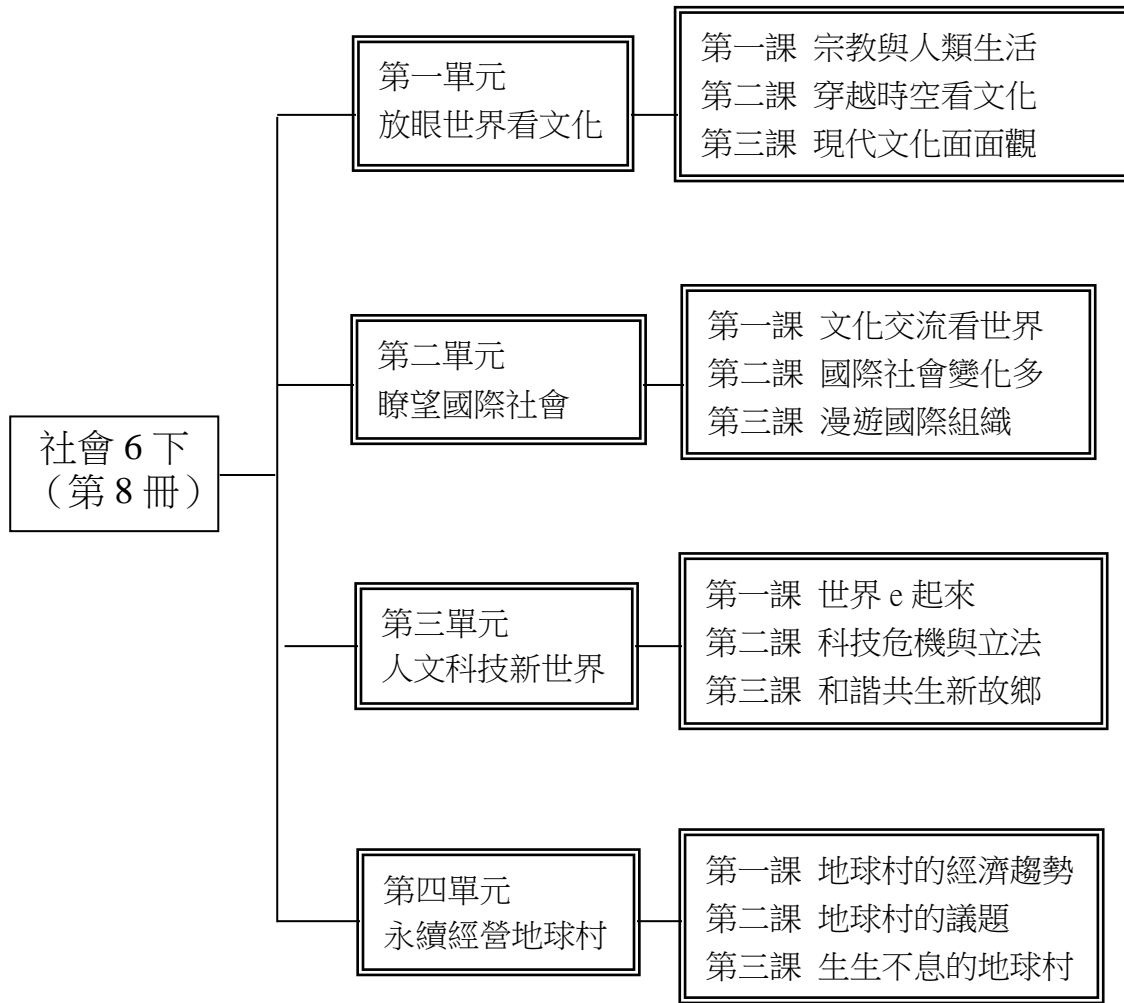 社會 6 下
（第 8 冊）
第一單元
放眼世界看文化
第一課 宗教與人類生活
第二課 穿越時空看文化
第三課 現代文化面面觀
第二單元
瞭望國際社會
第一課 文化交流看世界
第二課 國際社會變化多
第三課 漫遊國際組織
第三單元
人文科技新世界
第一課 世界 e 起來
第二課 科技危機與立法
第三課 和諧共生新故鄉
第四單元
永續經營地球村
第一課 地球村的經濟趨勢
第二課 地球村的議題
第三課 生生不息的地球村